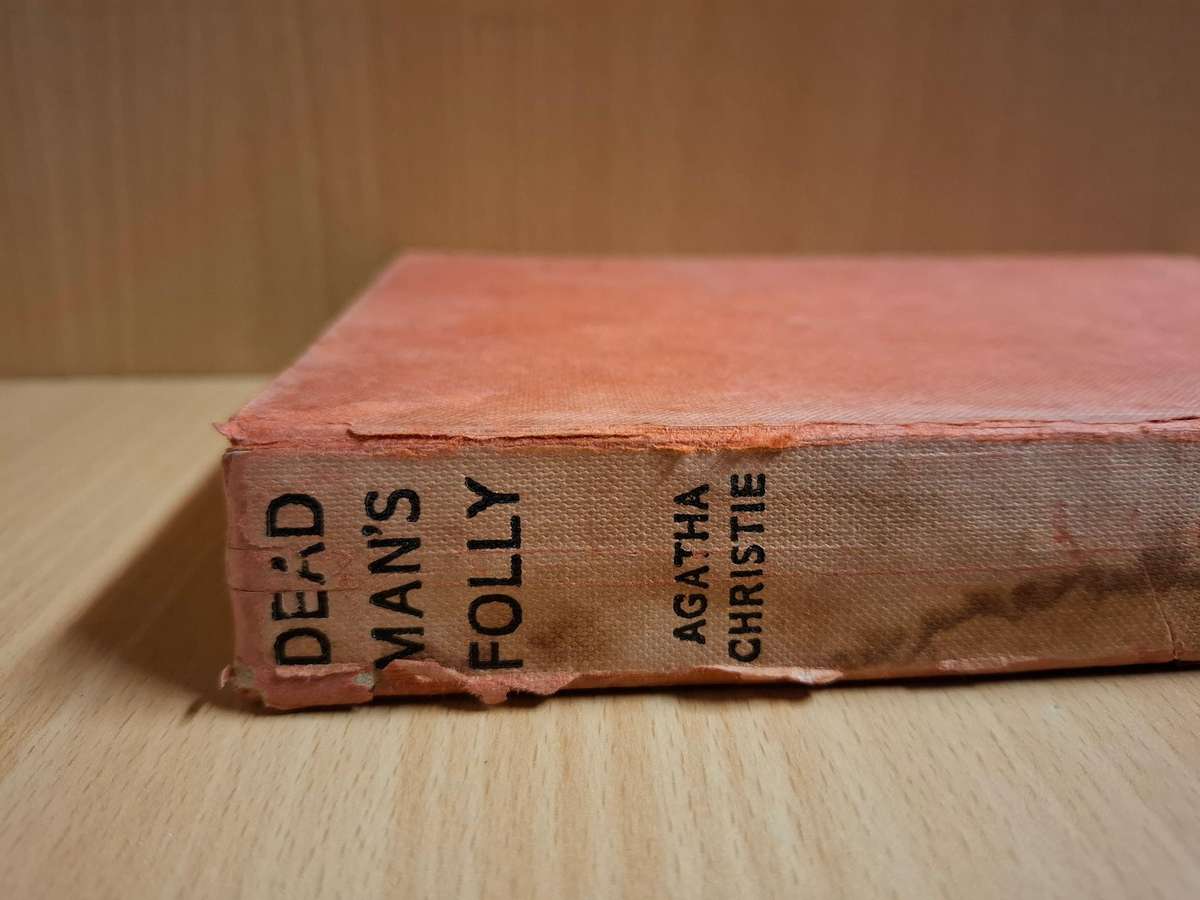 DEAD
MAN'S
FOLLY
AGATHA
CHRISTIE